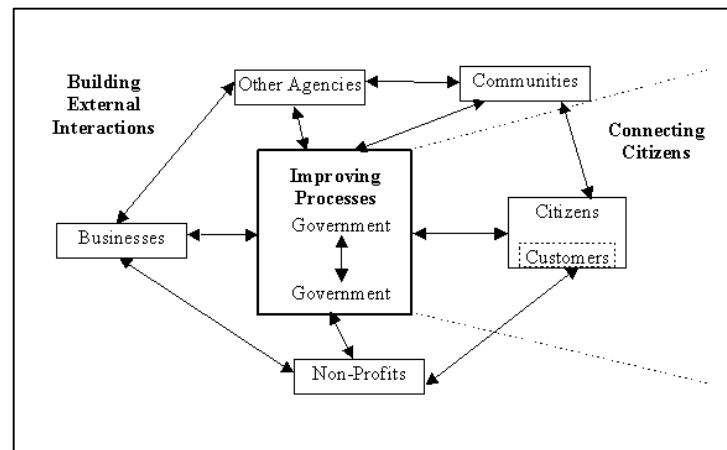 Building
External
Interactions
Other Agencies
Communities
Connecting
Citizens
Improving
Processes
Government
Government
Businesses
Citizens
Customers
Non-Profits